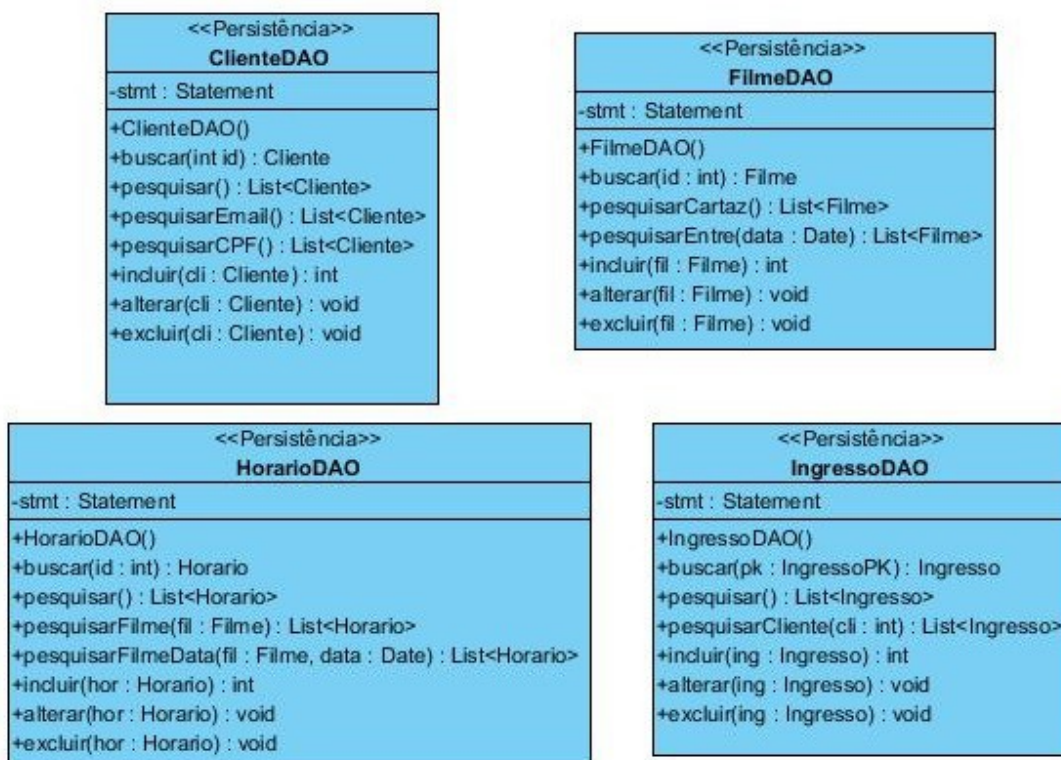 <<Persistência>>
ClienteDAO
-stmt : Statement
+ClienteDAO()
+buscar(int id) : Cliente
+pesquisar() : List<Cliente>
+pesquisarEmail() : List<Cliente>
+pesquisarCPF() : List<Cliente>
+incluir(cli : Cliente) : int
+alterar(cli : Cliente) : void
+excluir(cli : Cliente) : void
<<Persistência>>
FilmeDAO
-stmt : Statement
+FilmeDAO()
+buscar(id : int) : Filme
+pesquisarCartaz() : List<Filme>
+pesquisarEntre(data : Date) : List<Filme>
+incluir(fil : Filme) : int
+alterar(fil : Filme) : void
+excluir(fil : Filme) : void
<<Persistência>>
HorarioDAO
-stmt : Statement
+HorarioDAO()
+buscar(id : int) : Horario
+pesquisar() : List<Horario>
+pesquisarFilme(fil : Filme) : List<Horario>
+pesquisarFilmeData(fil : Filme, data : Date) : List<Horario>
+incluir(hor : Horario) : int
+alterar(hor : Horario) : void
+excluir(hor : Horario) : void
<<Persistência>>
IngressoDAO
-stmt : Statement
+IngressoDAO()
+buscar(pk : IngressoPK) : Ingresso
+pesquisar() : List<Ingresso>
+pesquisarCliente(cli : int) : List<Ingresso>
+incluir(ing : Ingresso) : int
+alterar(ing : Ingresso) : void
+excluir(ing : Ingresso) : void